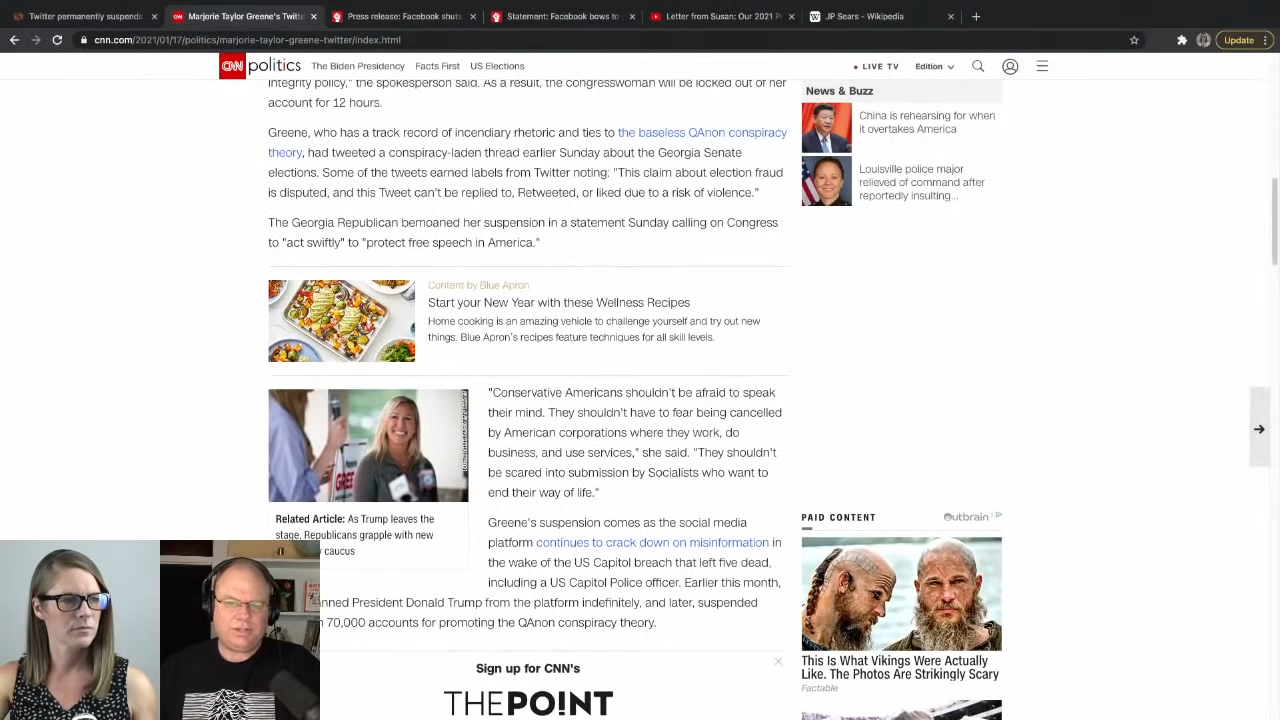 Twitter permanently suspends
Marjorie Taylor Greene's Twitte
Press release: Facebook shuts
Statement: Facebook bows to
Letter from Susan: Our 2021 P
JP Sears - Wikipedia
cnn.com/2021/01/17/politics/marjorie-taylor-greene-twitter/index.html
Update
CNN politics
The Biden Presidency
Facts First
US Elections
LIVE TV
Edition
integrity policy," the spokesperson said. As a result, the congresswoman will be locked out of her
account for 12 hours.
Greene, who has a track record of incendiary rhetoric and ties to the baseless QAnon conspiracy
theory, had tweeted a conspiracy-laden thread earlier Sunday about the Georgia Senate
elections. Some of the tweets earned labels from Twitter noting: "This claim about election fraud
is disputed, and this Tweet can't be replied to, Retweeted, or liked due to a risk of violence."
The Georgia Republican bemoaned her suspension in a statement Sunday calling on Congress
to "act swiftly" to "protect free speech in America."
Content by Blue Apron
Start your New Year with these Wellness Recipes
Home cooking is an amazing vehicle to challenge yourself and try out new
things. Blue Apron's recipes feature techniques for all skill levels.
"Conservative Americans shouldn't be afraid to speak
their mind. They shouldn't have to fear being cancelled
by American corporations where they work, do
business, and use services," she said. "They shouldn't
be scared into submission by Socialists who want to
end their way of life."
Related Article: As Trump leaves the
stage, Republicans grapple with new
caucus
Greene's suspension comes as the social media
platform continues to crack down on misinformation in
the wake of the US Capitol breach that left five dead,
including a US Capitol Police officer. Earlier this month,
nned President Donald Trump from the platform indefinitely, and later, suspended
70,000 accounts for promoting the QAnon conspiracy theory.
Sign up for CNN's
THE PO!NT
News & Buzz
China is rehearsing for when
it overtakes America
Louisville police major
relieved of command after
reportedly insulting...
PAID CONTENT
Outbrain
This Is What Vikings Were Actually
Like. The Photos Are Strikingly Scary
Factable